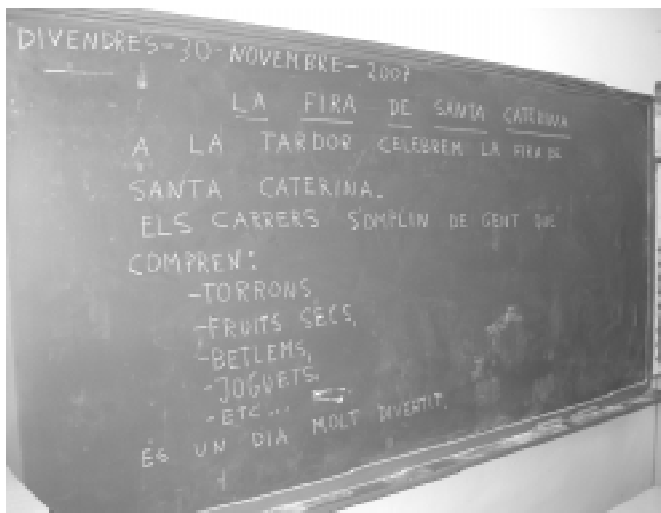 DIVENDRES-30-NOVEMBRE-2007
LA FIRA DE SANTA CATERINA
A LA TARDOR CELEBREM LA FIRA DE
SANTA CATERINA.
ELS CARRERS S'OMPLIN DE GENT QUE
COMPREN:
-TORRONS,
-FRUITS SECS,
-BETLEMS,
-JOGUETS,
-ETC...
ÉS UN DIA MOLT DIVERTIT.